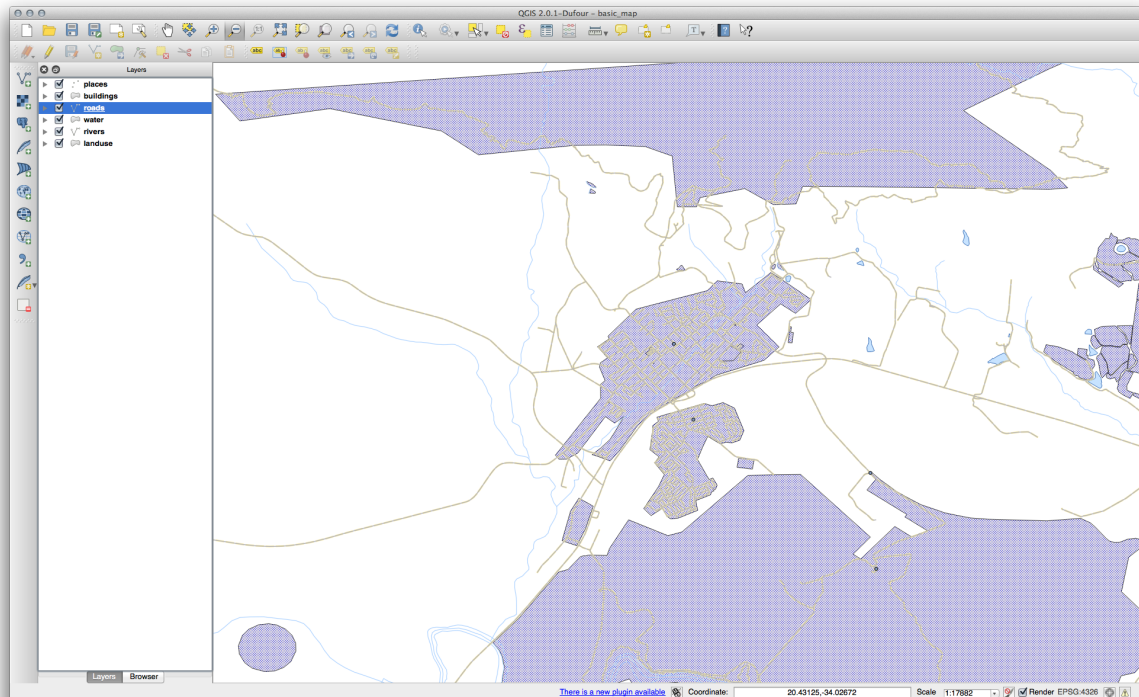 QGIS 2.0.1-Dufour - basic_map
Layers
places
buildings
roads
water
rivers
landuse
Layers
Browser
There is a new plugin available
Coordinate:
20.43125,-34.02672
Scale
1:17882
Render
EPSG:4326